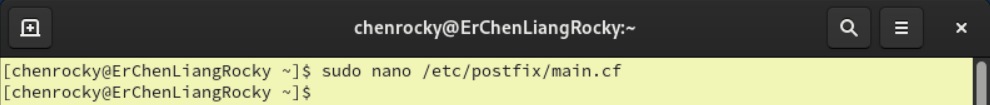 chenrocky@ErChenLiangRocky:~
[chenrocky@ErChenLiangRocky ~]$ sudo nano /etc/postfix/main.cf
[chenrocky@ErChenLiangRocky ~]$